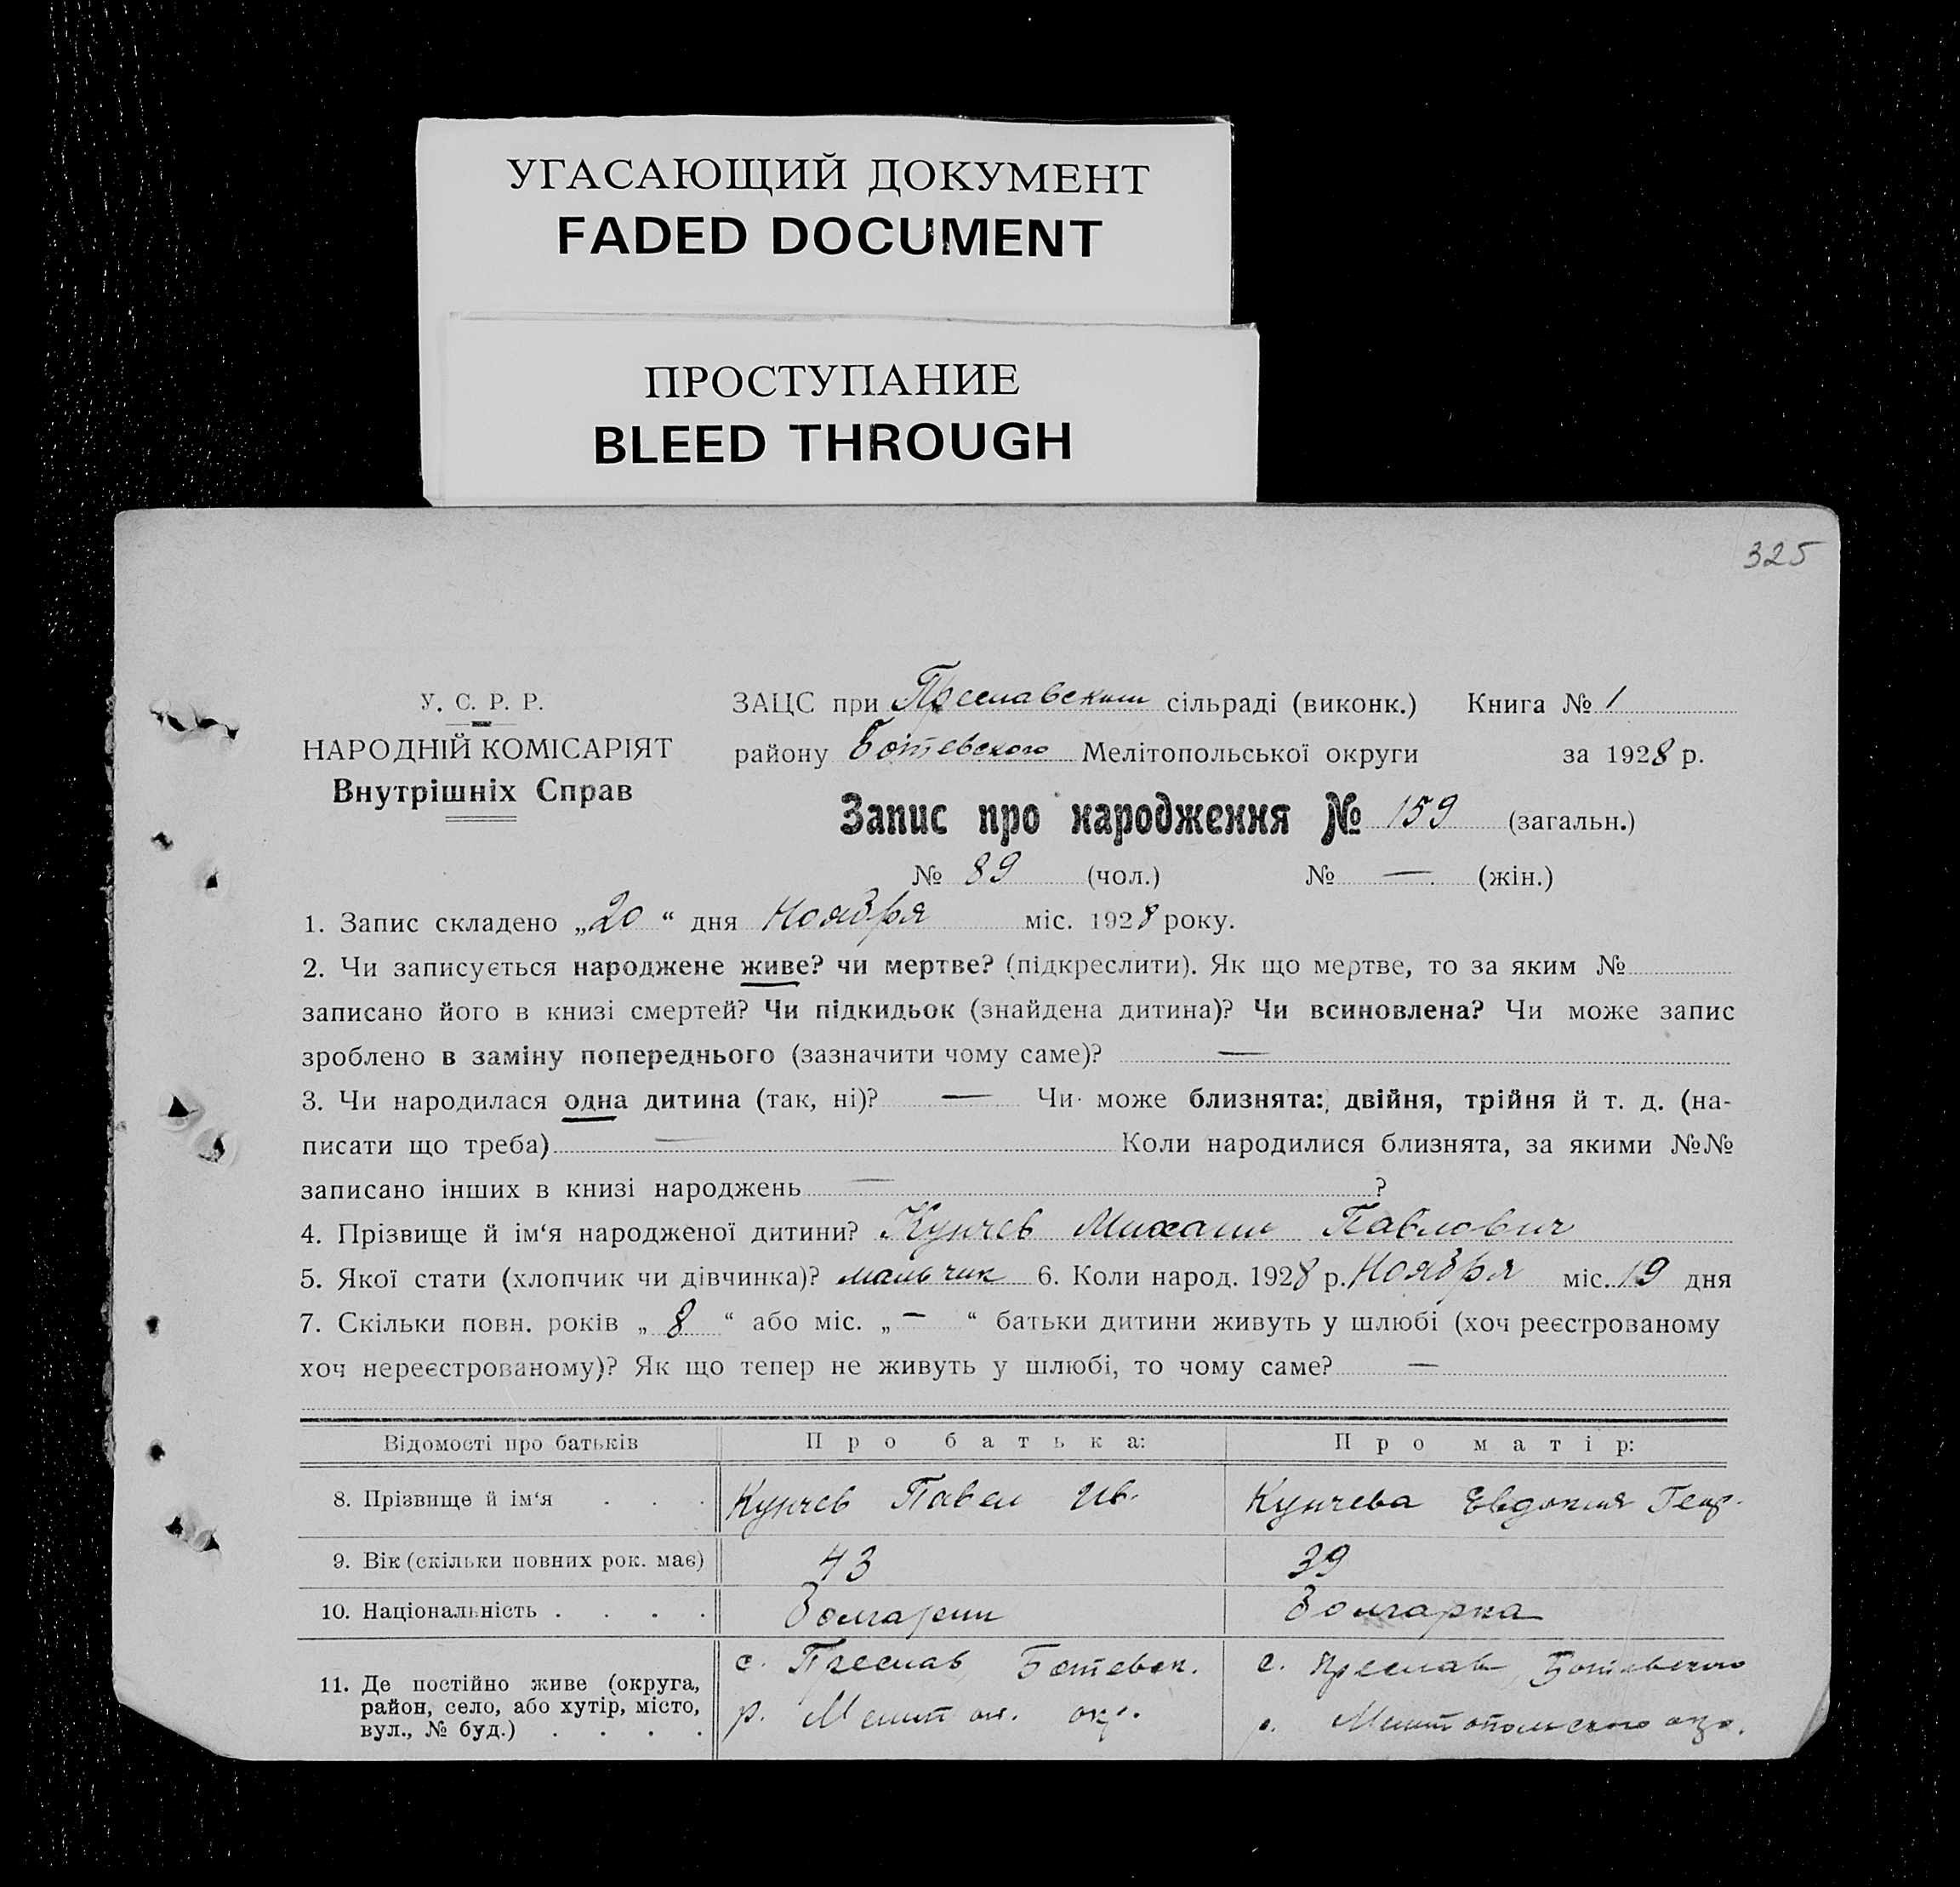 УГАСАЮЩИЙ ДОКУМЕНТ
FADED DOCUMENT
ПРОСТУПАНИЕ
BLEED THROUGH
325
У. С. Р. Р.
НАРОДНІЙ КОМІСАРІЯТ
Внутрішніх Справ
ЗАЦС при Преславском сільраді (виконк.) Книга № 1
району Ботевского Мелітопольської округи за 1928 р.
Запис про народження № 159 (загальн.)
№ 89 (чол.) № — (жін.)
1. Запис складено „20“ дня Ноября міс. 1928 року.
2. Чи записується народжене живе? чи мертве? (підкреслити). Як що мертве, то за яким №
записано його в книзі смертей? Чи підкидьок (знайдена дитина)? Чи всиновлена? Чи може запис
зроблено в заміну попереднього (зазначити чому саме)? —
3. Чи народилася одна дитина (так, ні)? — Чи може близнята: двійня, трійня й т. д. (на-
писати що треба) — Коли народилися близнята, за якими №№
записано інших в книзі народжень — ?
4. Прізвище й ім‘я народженої дитини? Кунчев Михаил Павлович
5. Якої стати (хлопчик чи дівчинка)? мальчик 6. Коли народ. 1928 р. Ноября міс. 19 дня
7. Скільки повн. років „8“ або міс. „—“ батьки дитини живуть у шлюбі (хоч реєстрованому
хоч нереєстрованому)? Як що тепер не живуть у шлюбі, то чому саме? —
Відомості про батьків Про батька: Про матір:
8. Прізвище й ім‘я . . . Кунчев Павел Ив. Кунчева Евдокия Геор.
9. Вік (скільки повних рок. має) 43 39
10. Національність . . . . Болгарин Болгарка
11. Де постійно живе (округа,
район, село, або хутір, місто,
вул., № буд.) . . . .
с. Преслав Ботевск.
р. Мелитоп. окр.
с. Преслав Ботевского
р. Мелитопольского окр.